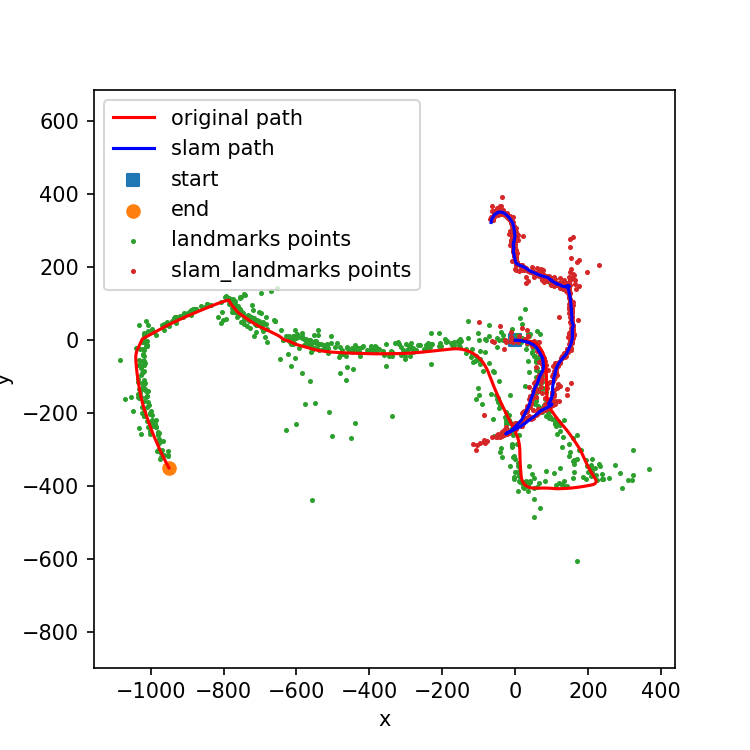 original path
slam path
start
end
landmarks points
slam_landmarks points
600
400
200
0
−200
−400
−600
−800
y
−1000 −800 −600 −400 −200 0 200 400
x